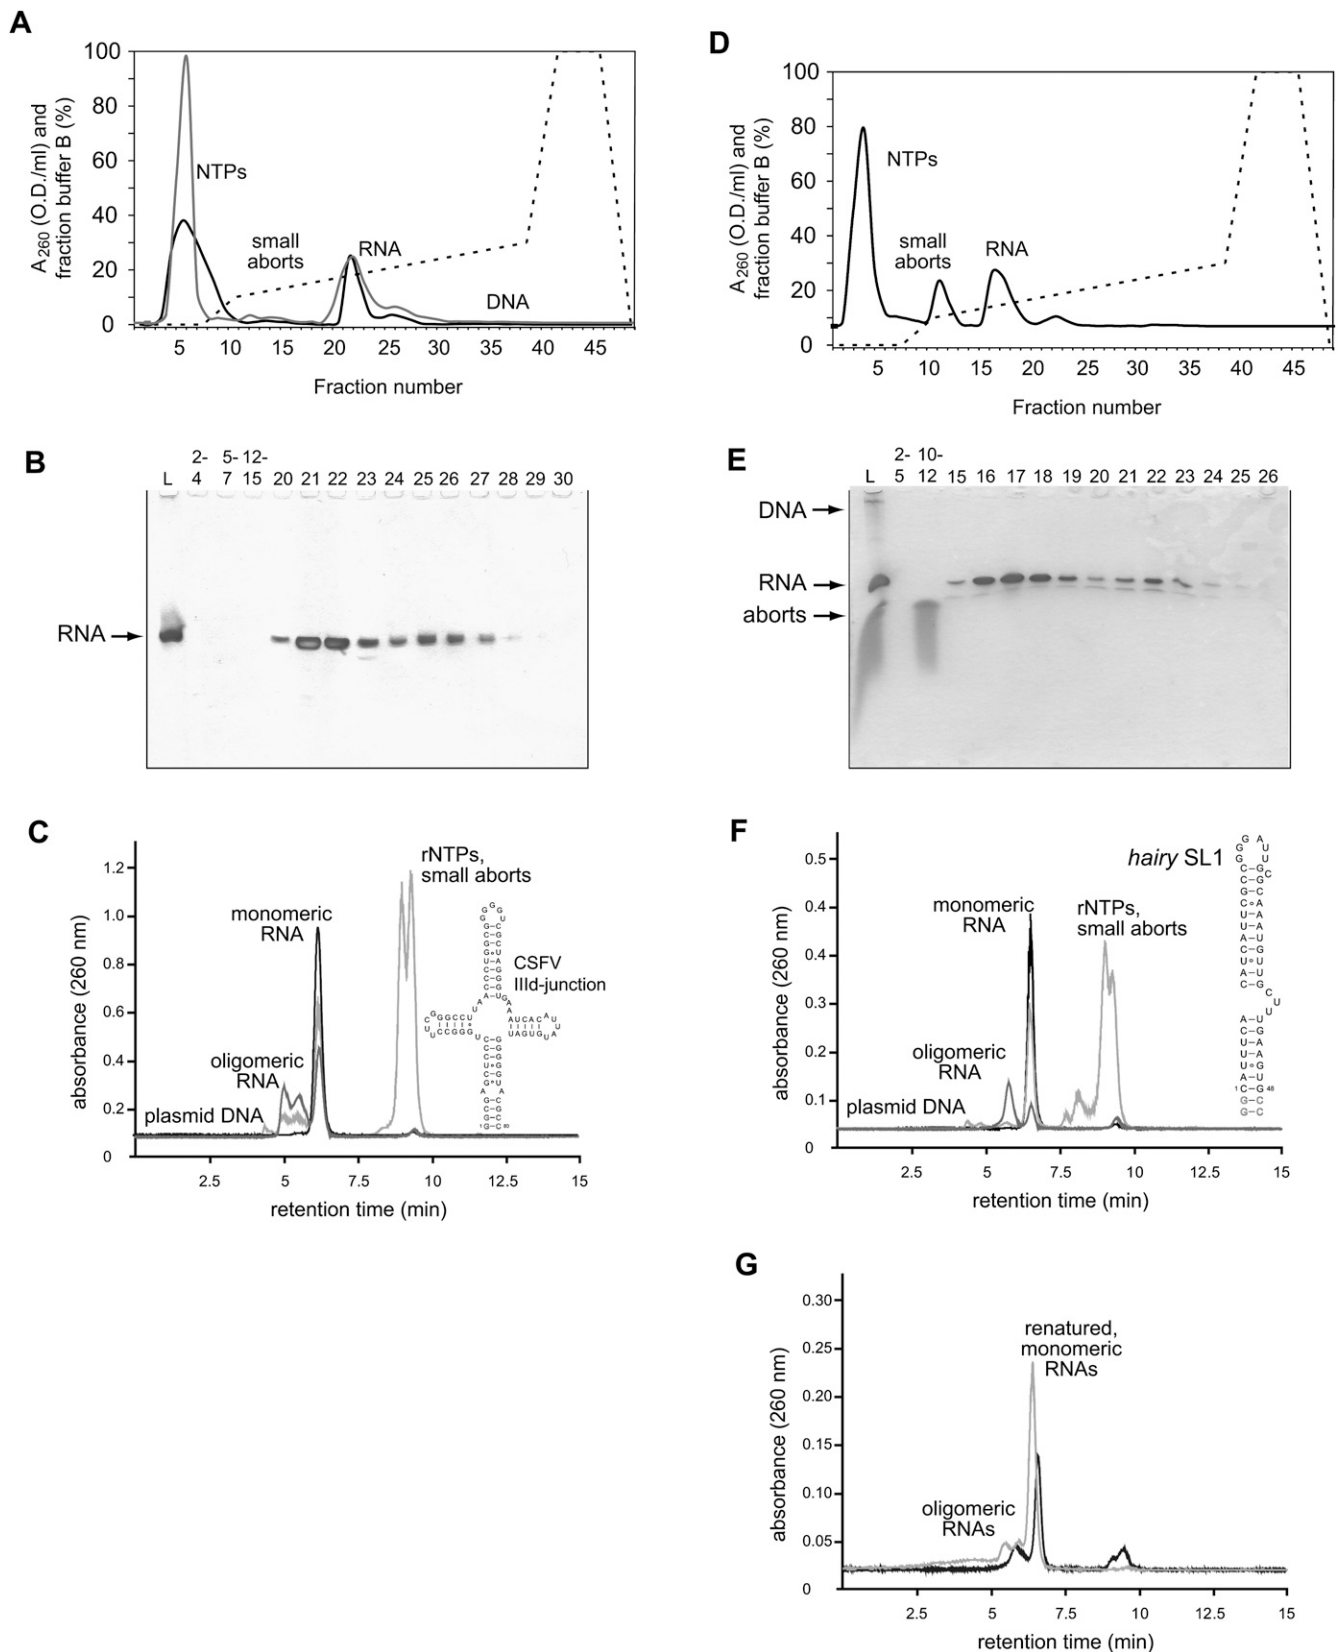 A
A260 (O.D./ml) and
fraction buffer B (%)
100
80
60
40
20
0
NTPs
small
aborts
RNA
DNA
5 10 15 20 25 30 35 40 45
Fraction number
D
A260 (O.D./ml) and
fraction buffer B (%)
100
80
60
40
20
0
NTPs
small
aborts
RNA
5 10 15 20 25 30 35 40 45
Fraction number
B
2- 5- 12-
L 4 7 15 20 21 22 23 24 25 26 27 28 29 30
RNA
E
2- 10-
L 5 12 15 16 17 18 19 20 21 22 23 24 25 26
DNA
RNA
aborts
C
absorbance (260 nm)
1.2
1.0
0.8
0.6
0.4
0.2
0
rNTPs,
small aborts
monomeric
RNA
CSFV
IIId-junction
oligomeric
RNA
plasmid DNA
2.5 5 7.5 10 12.5 15
retention time (min)
F
absorbance (260 nm)
0.5
0.4
0.4
0.3
0.2
0.1
0
hairy SL1
monomeric
RNA
rNTPs,
small aborts
oligomeric
RNA
plasmid DNA
2.5 5 7.5 10 12.5 15
retention time (min)
G
absorbance (260 nm)
0.30
0.25
0.20
0.15
0.10
0.05
0
renatured,
monomeric
RNAs
oligomeric
RNAs
2.5 5 7.5 10 12.5 15
retention time (min)